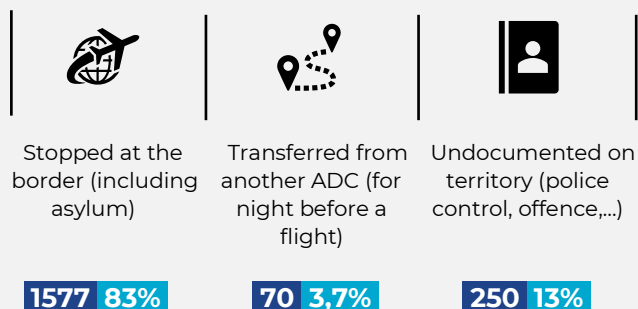 Stopped at the
border (including
asylum)
Transferred from
another ADC (for
night before a
flight)
Undocumented on
territory (police
control, offence,...)
1577 83%
70 3,7%
250 13%